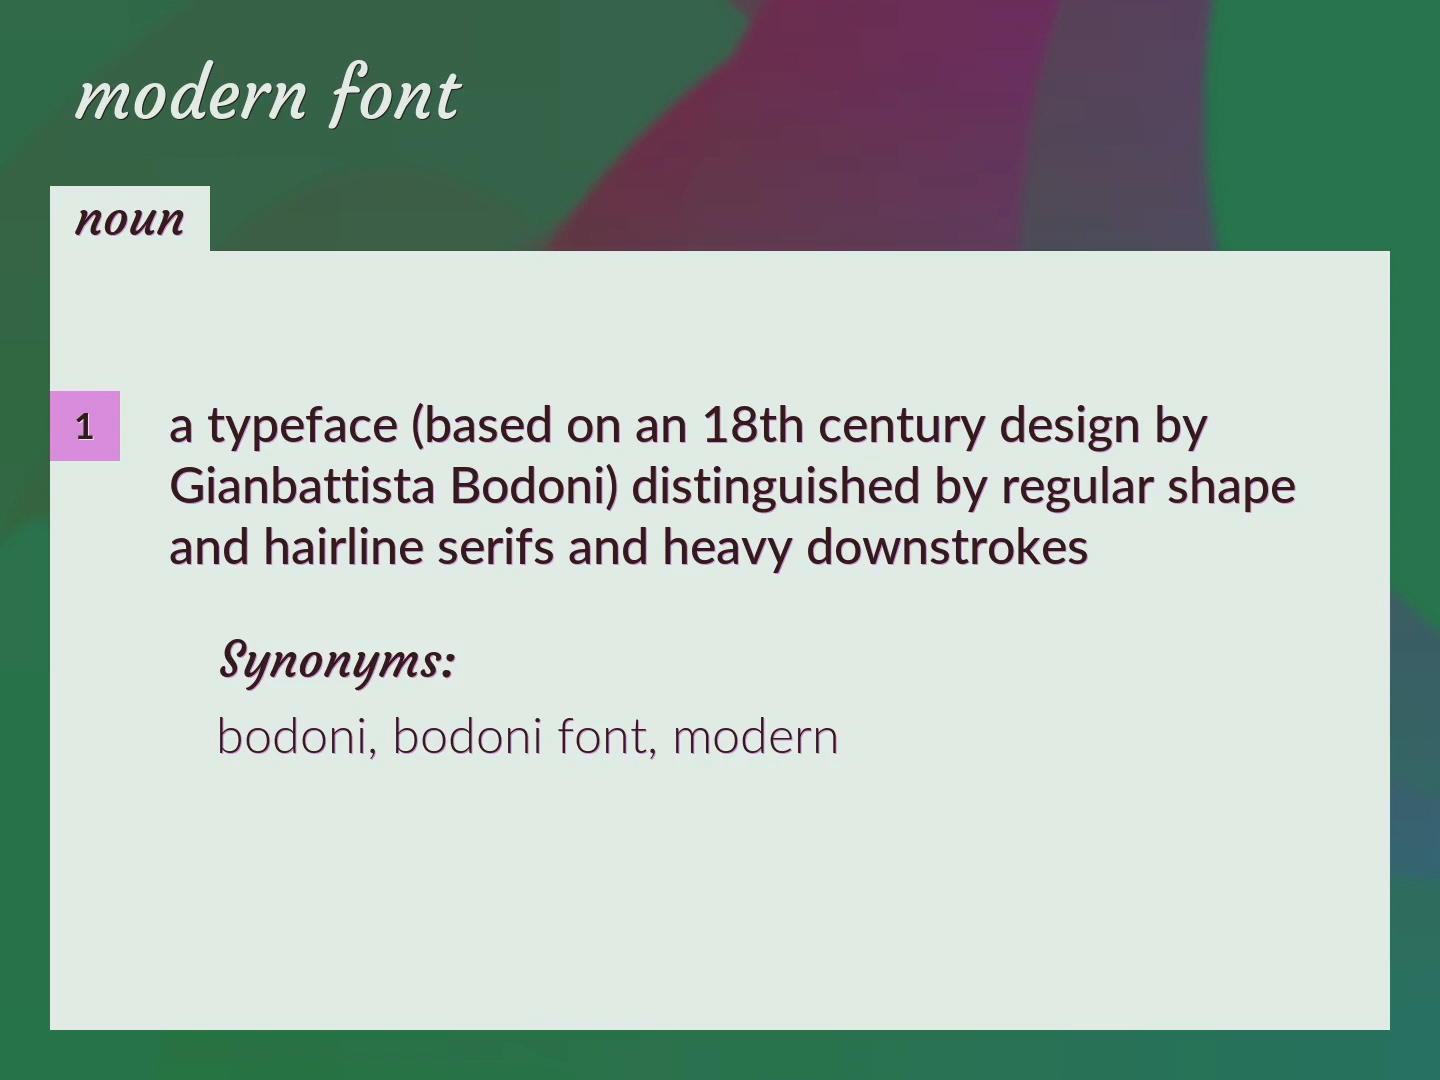 modern font
noun
1
a typeface (based on an 18th century design by
Gianbattista Bodoni) distinguished by regular shape
and hairline serifs and heavy downstrokes
Synonyms:
bodoni, bodoni font, modern